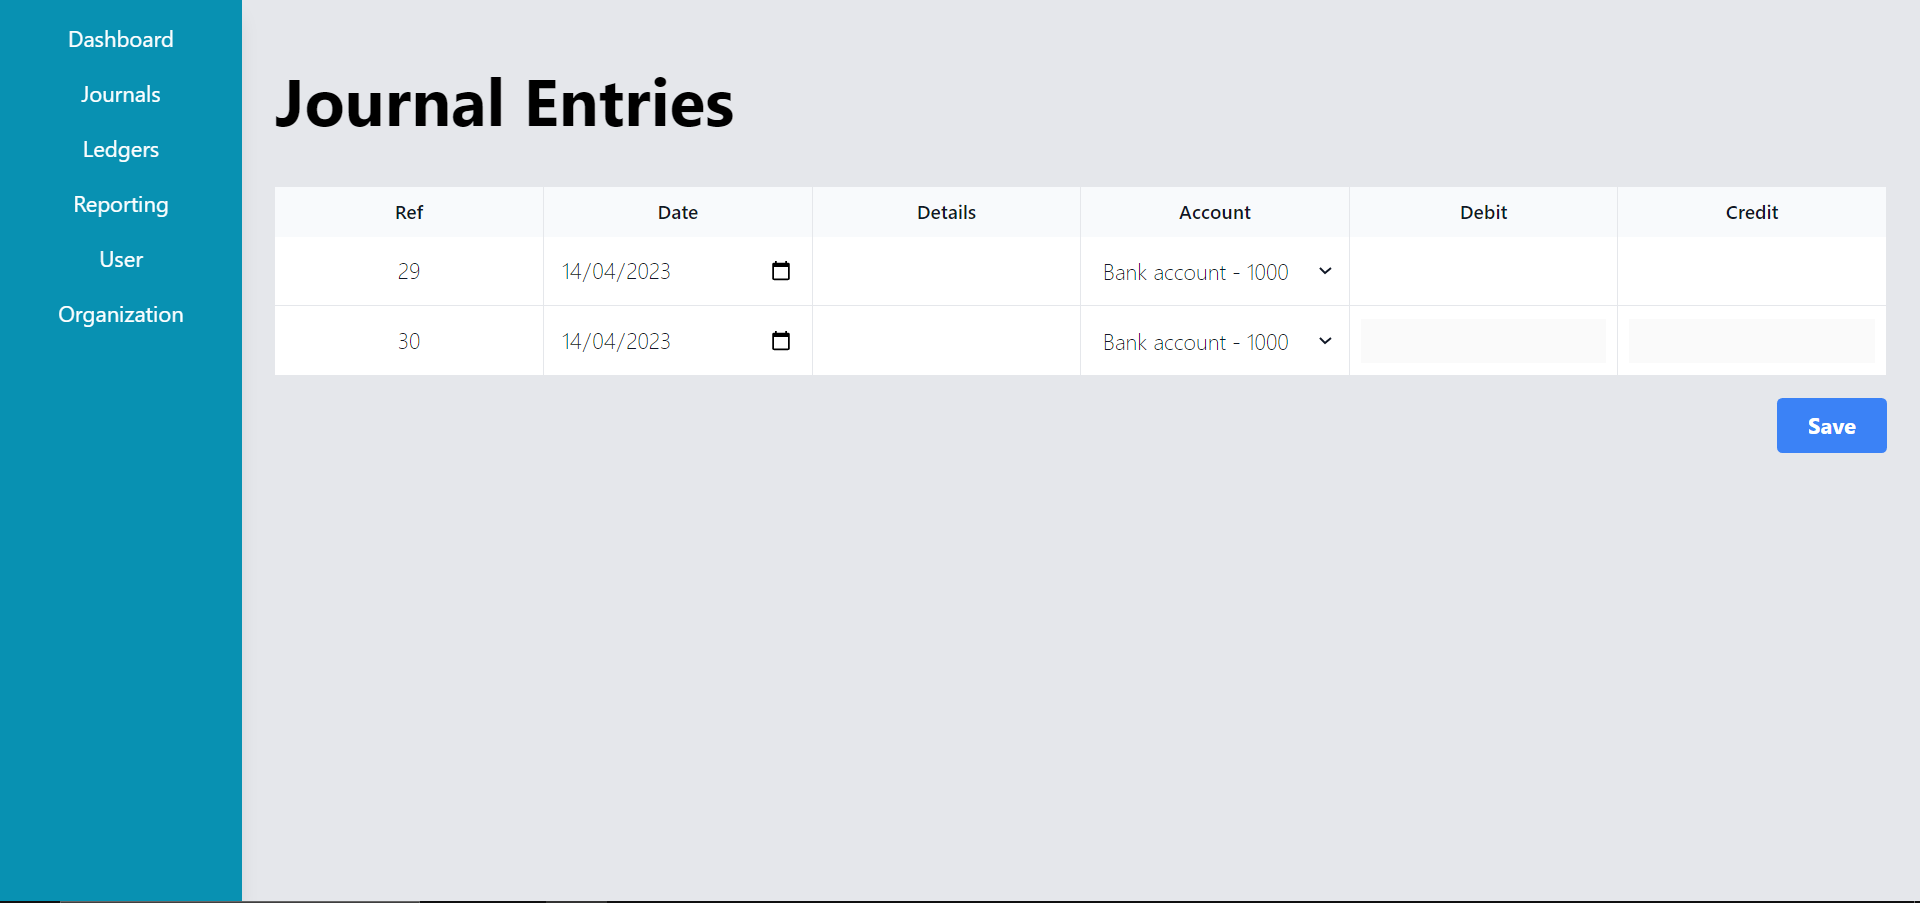 Dashboard
Journals
Ledgers
Reporting
User
Organization
Journal Entries
Ref Date Details Account Debit Credit
29 14/04/2023 Bank account - 1000
30 14/04/2023 Bank account - 1000
Save